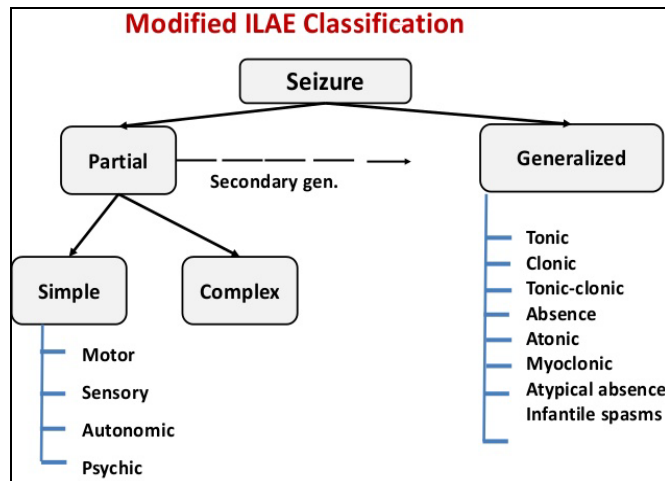 Modified ILAE Classification
Seizure
Partial
Generalized
Secondary gen.
Simple
Complex
Motor
Sensory
Autonomic
Psychic
Tonic
Clonic
Tonic-clonic
Absence
Atonic
Myoclonic
Atypical absence
Infantile spasms